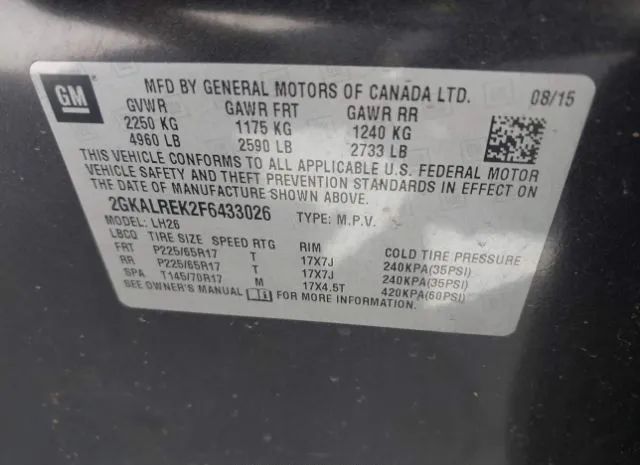 GM
MFD BY GENERAL MOTORS OF CANADA LTD. 08/15
GVWR GAWR FRT GAWR RR
2250 KG 1175 KG 1240 KG
4960 LB 2590 LB 2733 LB
THIS VEHICLE CONFORMS TO ALL APPLICABLE U.S. FEDERAL MOTOR
VEHICLE SAFETY AND THEFT PREVENTION STANDARDS IN EFFECT ON
THE DATE OF MANUFACTURE SHOWN ABOVE.
2GKALREK2F6433026 TYPE: M.P.V.
MODEL: LH26
LBCQ TIRE SIZE SPEED RTG RIM COLD TIRE PRESSURE
FRT P225/65R17 T 17X7J 240KPA(35PSI)
RR P225/65R17 T 17X7J 240KPA(35PSI)
SPA T145/70R17 M 17X4.5T 420KPA(60PSI)
SEE OWNER'S MANUAL FOR MORE INFORMATION.